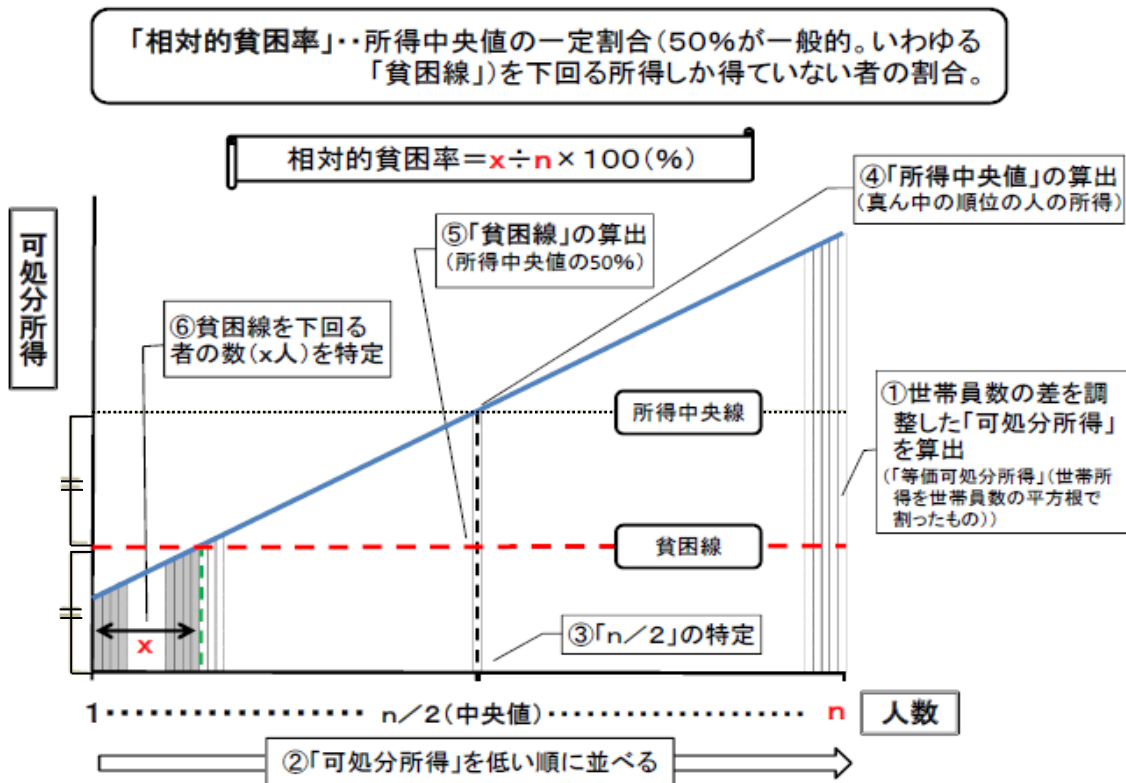 「相対的貧困率」‥所得中央値の一定割合(50%が一般的。いわゆる
「貧困線」)を下回る所得しか得ていない者の割合。
相対的貧困率=x÷n×100(%)
④「所得中央値」の算出
(真ん中の順位の人の所得)
可処分所得
⑤「貧困線」の算出
(所得中央値の50%)
⑥貧困線を下回る
者の数(x人)を特定
所得中央線
①世帯員数の差を調
整した「可処分所得」
を算出
(「等価可処分所得」(世帯所
得を世帯員数の平方根で
割ったもの))
貧困線
x
③「n/2」の特定
1・・・・・・・・・・・・・・・・・・・・ n/2(中央値)・・・・・・・・・・・・・・・・・・・・ n
人数
②「可処分所得」を低い順に並べる